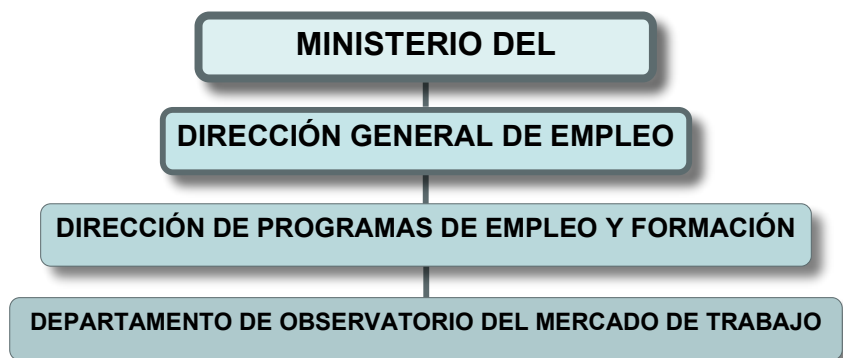 MINISTERIO DEL
DIRECCIÓN GENERAL DE EMPLEO
DIRECCIÓN DE PROGRAMAS DE EMPLEO Y FORMACIÓN
DEPARTAMENTO DE OBSERVATORIO DEL MERCADO DE TRABAJO